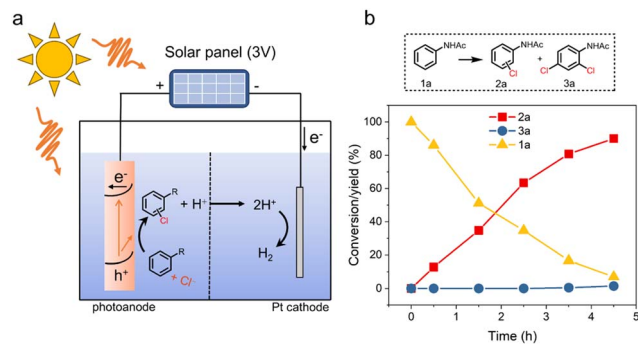 a
Solar panel (3V)
+ -
e-
e-
R
Cl
+ H+
2H+
H2
R
+ Cl-
h+
photoanode
Pt cathode
b
NHAc
NHAc
NHAc
Cl
+
Cl
Cl
1a
2a
3a
2a
3a
1a
Conversion/yield (%)
100
80
60
40
20
0
0 1 2 3 4 5
Time (h)